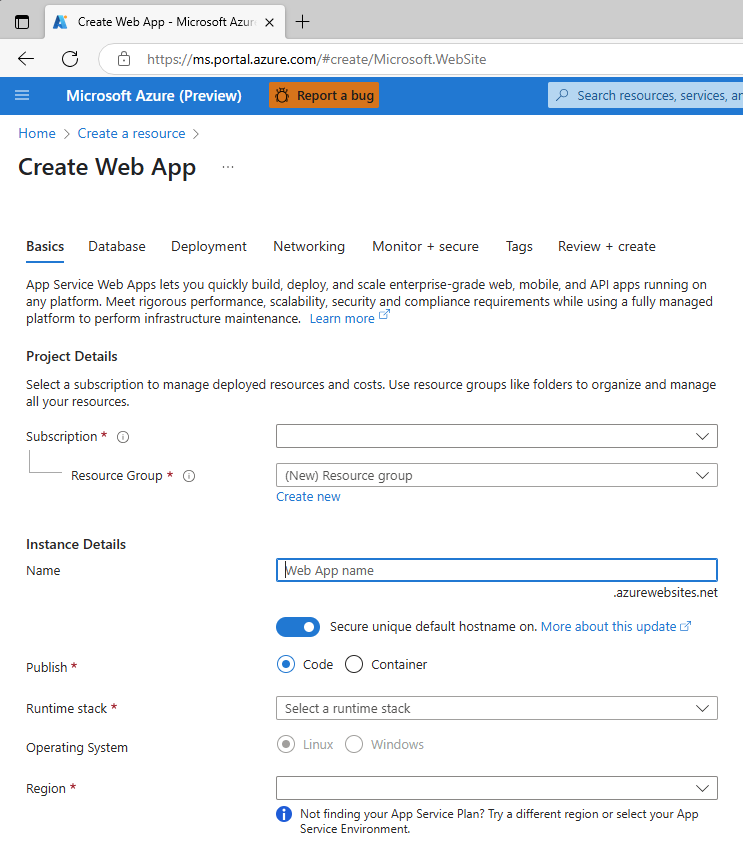 Create Web App - Microsoft Azu
https://ms.portal.azure.com/#create/Microsoft.WebSite
Microsoft Azure (Preview)
Report a bug
Search resources, services, an
Home > Create a resource >
Create Web App ...
Basics Database Deployment Networking Monitor + secure Tags Review + create
App Service Web Apps lets you quickly build, deploy, and scale enterprise-grade web, mobile, and API apps running on
any platform. Meet rigorous performance, scalability, security and compliance requirements while using a fully managed
platform to perform infrastructure maintenance. Learn more
Project Details
Select a subscription to manage deployed resources and costs. Use resource groups like folders to organize and manage
all your resources.
Subscription *
Resource Group *
(New) Resource group
Create new
Instance Details
Name
Web App name
.azurewebsites.net
Secure unique default hostname on. More about this update
Publish *
Code Container
Runtime stack *
Select a runtime stack
Operating System
Linux Windows
Region *
Not finding your App Service Plan? Try a different region or select your App
Service Environment.